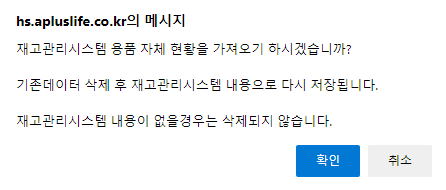 hs.apluslife.co.kr의 메시지
재고관리시스템 용품 자체 현황을 가져오기 하시겠습니까?
기존데이터 삭제 후 재고관리시스템 내용으로 다시 저장됩니다.
재고관리시스템 내용이 없을경우는 삭제되지 않습니다.
확인 취소